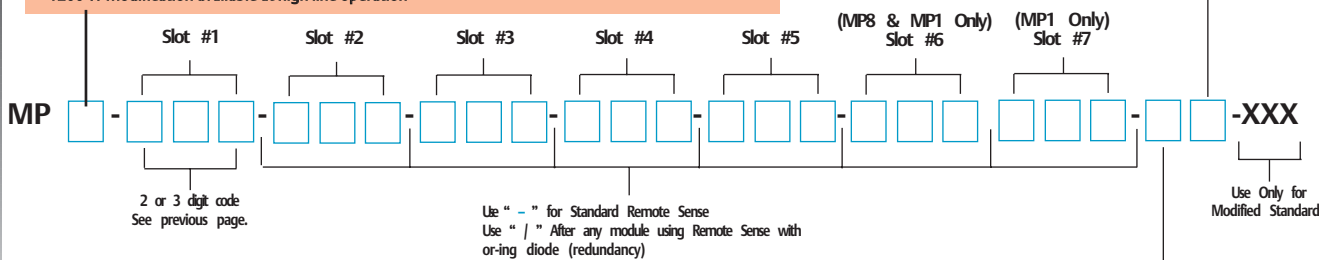 (MP8 & MP1 Only) (MP1 Only)
Slot #1 Slot #2 Slot #3 Slot #4 Slot #5 Slot #6 Slot #7
MP - - - - - - - -XXX
2 or 3 digit code
See previous page.
Use " – " for Standard Remote Sense
Use " / " After any module using Remote Sense with
or-ing diode (redundancy)
Use Only for
Modified Standard